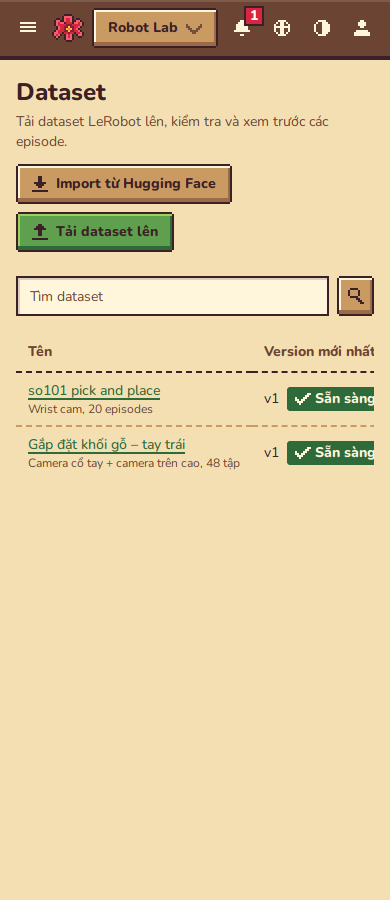 Robot Lab
1
Dataset
Tải dataset LeRobot lên, kiểm tra và xem trước các
episode.
Import từ Hugging Face
Tải dataset lên
Tìm dataset
Tên
Version mới nhất
so101 pick and place
v1 Sẵn sàng
Wrist cam, 20 episodes
Gắp đặt khối gỗ – tay trái
v1 Sẵn sàng
Camera cổ tay + camera trên cao, 48 tập